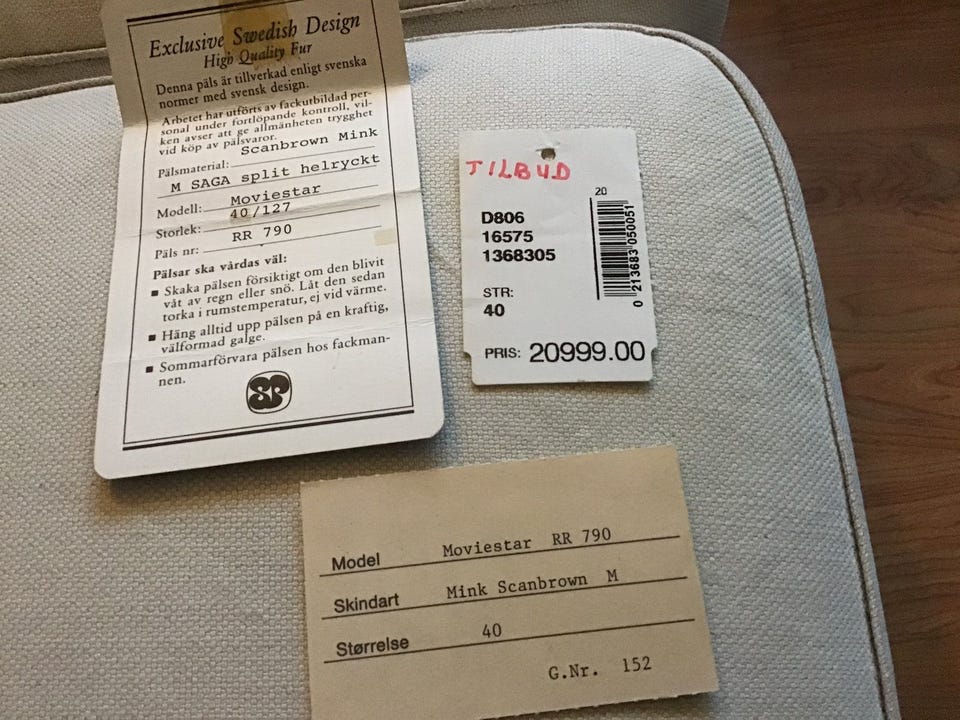 Exclusive Swedish Design
High Quality Fur
Denna päls är tillverkad enligt svenska
normer med svensk design.
Arbetet har utförts av fackutbildad per-
sonal under fortlöpande kontroll, vil-
ken avser att ge allmänheten trygghet
vid köp av pälsvaror.
Pälsmaterial: Scanbrown Mink
M SAGA split helryckt
Modell: Moviestar
Storlek: 40/127
Päls nr: RR 790
Pälsar ska vårdas väl:
■ Skaka pälsen försiktigt om den blivit
våt av regn eller snö. Låt den sedan
torka i rumstemperatur, ej vid värme.
■ Häng alltid upp pälsen på en kraftig,
välformad galge.
■ Sommarförvara pälsen hos fackman-
nen.
SP
TILBUD
20
D806
16575
1368305
0 213683 050051
STR:
40
PRIS: 20999.00
Model Moviestar RR 790
Skindart Mink Scanbrown M
Størrelse 40
G.Nr. 152